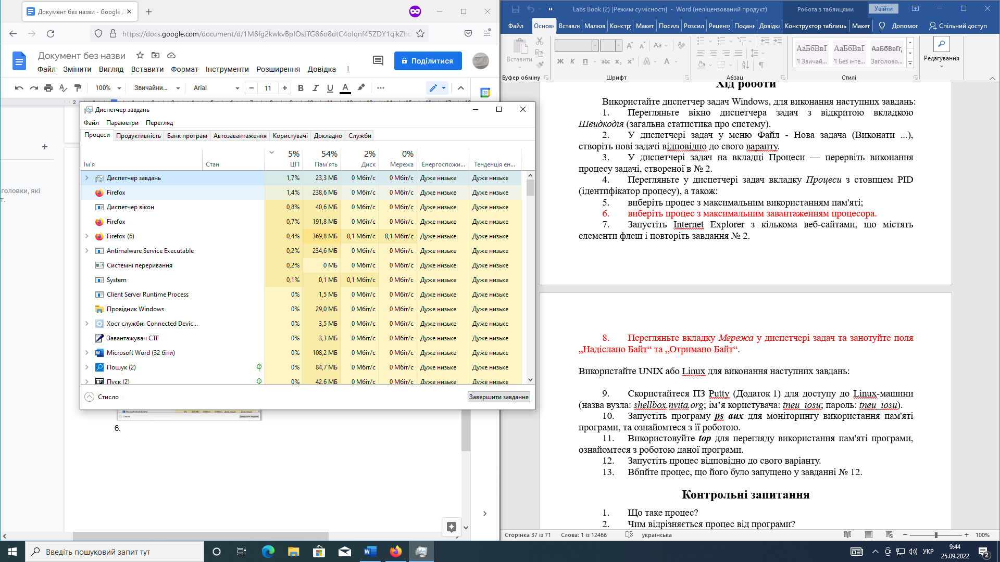 Документ без назви - Google Д
https://docs.google.com/document/d/1M8fg2kwkvBpIOsJTG86o8dtC4oIqnf45ZDY1qikZhc
Документ без назви
Поділитися
Файл Змінити Вигляд Вставити Формат Інструменти Розширення Довідка
100% Звичайни... Arial 11
Диспетчер завдань
Файл Параметри Перегляд
Процеси Продуктивність Банк програм Автозавантаження Користувачі Докладно Служби
5% 54% 2% 0%
Ім'я Стан ЦП Пам'ять Диск Мережа Енергоспожи... Тенденція ен...
Диспетчер завдань 1,7% 23,3 МБ 0 Мбіт/с 0 Мбіт/с Дуже низьке Дуже низьке
Firefox 1,4% 238,6 МБ 0 Мбіт/с 0 Мбіт/с Дуже низьке Дуже низьке
Диспетчер вікон 0,8% 40,6 МБ 0 Мбіт/с 0 Мбіт/с Дуже низьке Дуже низьке
Firefox 0,7% 191,8 МБ 0 Мбіт/с 0 Мбіт/с Дуже низьке Дуже низьке
Firefox (6) 0,4% 369,8 МБ 0,1 Мбіт/с 0,1 Мбіт/с Дуже низьке Дуже низьке
Antimalware Service Executable 0,2% 234,6 МБ 0 Мбіт/с 0 Мбіт/с Дуже низьке Дуже низьке
Системні переривання 0,2% 0 МБ 0 Мбіт/с 0 Мбіт/с Дуже низьке Дуже низьке
System 0,1% 0,1 МБ 0,1 Мбіт/с 0 Мбіт/с Дуже низьке Дуже низьке
Client Server Runtime Process 0% 1,5 МБ 0 Мбіт/с 0 Мбіт/с Дуже низьке Дуже низьке
Провідник Windows 0% 29,0 МБ 0 Мбіт/с 0 Мбіт/с Дуже низьке Дуже низьке
Хост служби: Connected Devic... 0% 3,5 МБ 0 Мбіт/с 0 Мбіт/с Дуже низьке Дуже низьке
Завантажувач CTF 0% 3,3 МБ 0 Мбіт/с 0 Мбіт/с Дуже низьке Дуже низьке
Microsoft Word (32 біти) 0% 108,2 МБ 0 Мбіт/с 0 Мбіт/с Дуже низьке Дуже низьке
Пошук (2) 0% 84,7 МБ 0 Мбіт/с 0 Мбіт/с Дуже низьке Дуже низьке
Пуск (2) 0% 42,6 МБ 0 Мбіт/с 0 Мбіт/с Дуже низьке Дуже низьке
Стисло Завершити завдання
головки, які
т.
6.
Labs Book (2) [Режим сумісності] - Word (неліцензований продукт) Робота з таблицями Увійти
Файл Основн Вставле Малюв Констру Макет Посила Розсил Реценз Подань Довідка Конструктор таблиць Макет Допомог Спільний доступ
Вставити
Буфер обміну Шрифт Абзац Стилі
АаБбВвГ АаБбВвГ АаБбВвГг,
¶ Звичай... ¶ Без інте... Заголово...
Редагування
Хід роботи
Використайте диспетчер задач Windows, для виконання наступних завдань:
1. Перегляньте вікно диспетчера задач з відкритою вкладкою
Швидкодія (загальна статистика про систему).
2. У диспетчері задач у меню Файл - Нова задача (Виконати ...),
створіть нові задачі відповідно до свого варанту.
3. У диспетчері задач на вкладці Процеси — перервіть виконання
процесу задачі, створеної в № 2.
4. Перегляньте у диспетчері задач вкладку Процеси з стовпцем PID
(ідентифікатор процесу), а також:
5. виберіть процес з максимальним використанням пам'яті;
6. виберіть процес з максимальним завантаженням процесора.
7. Запустіть Internet Explorer з кількома веб-сайтами, що містять
елементи флеш і повторіть завдання № 2.
8. Перегляньте вкладку Мережа у диспетчері задач та занотуйте поля
„Надіслано Байт“ та „Отримано Байт“.
Використайте UNIX або Linux для виконання наступних завдань:
9. Скористайтеся ПЗ Putty (Додаток 1) для доступу до Linux-машини
(назва вузла: shellbox.nvita.org; ім’я користувача: tneu_iosu; пароль: tneu_iosu).
10. Запустіть програму ps aux для моніторингу використання пам'яті
програми, та ознайомтеся з її роботою.
11. Використовуйте top для перегляду використання пам'яті програми,
ознайомтеся з роботою даної програми.
12. Запустіть процес відповідно до свого варіанту.
13. Вбийте процес, що його було запущено у завданні № 12.
Контрольні запитання
1. Що таке процес?
2. Чим відрізняється процес від програми?
Сторінка 37 із 71 Слова: 1 із 12466 українська 100%
Введіть пошуковий запит тут
УКР 9:44
25.09.2022
2